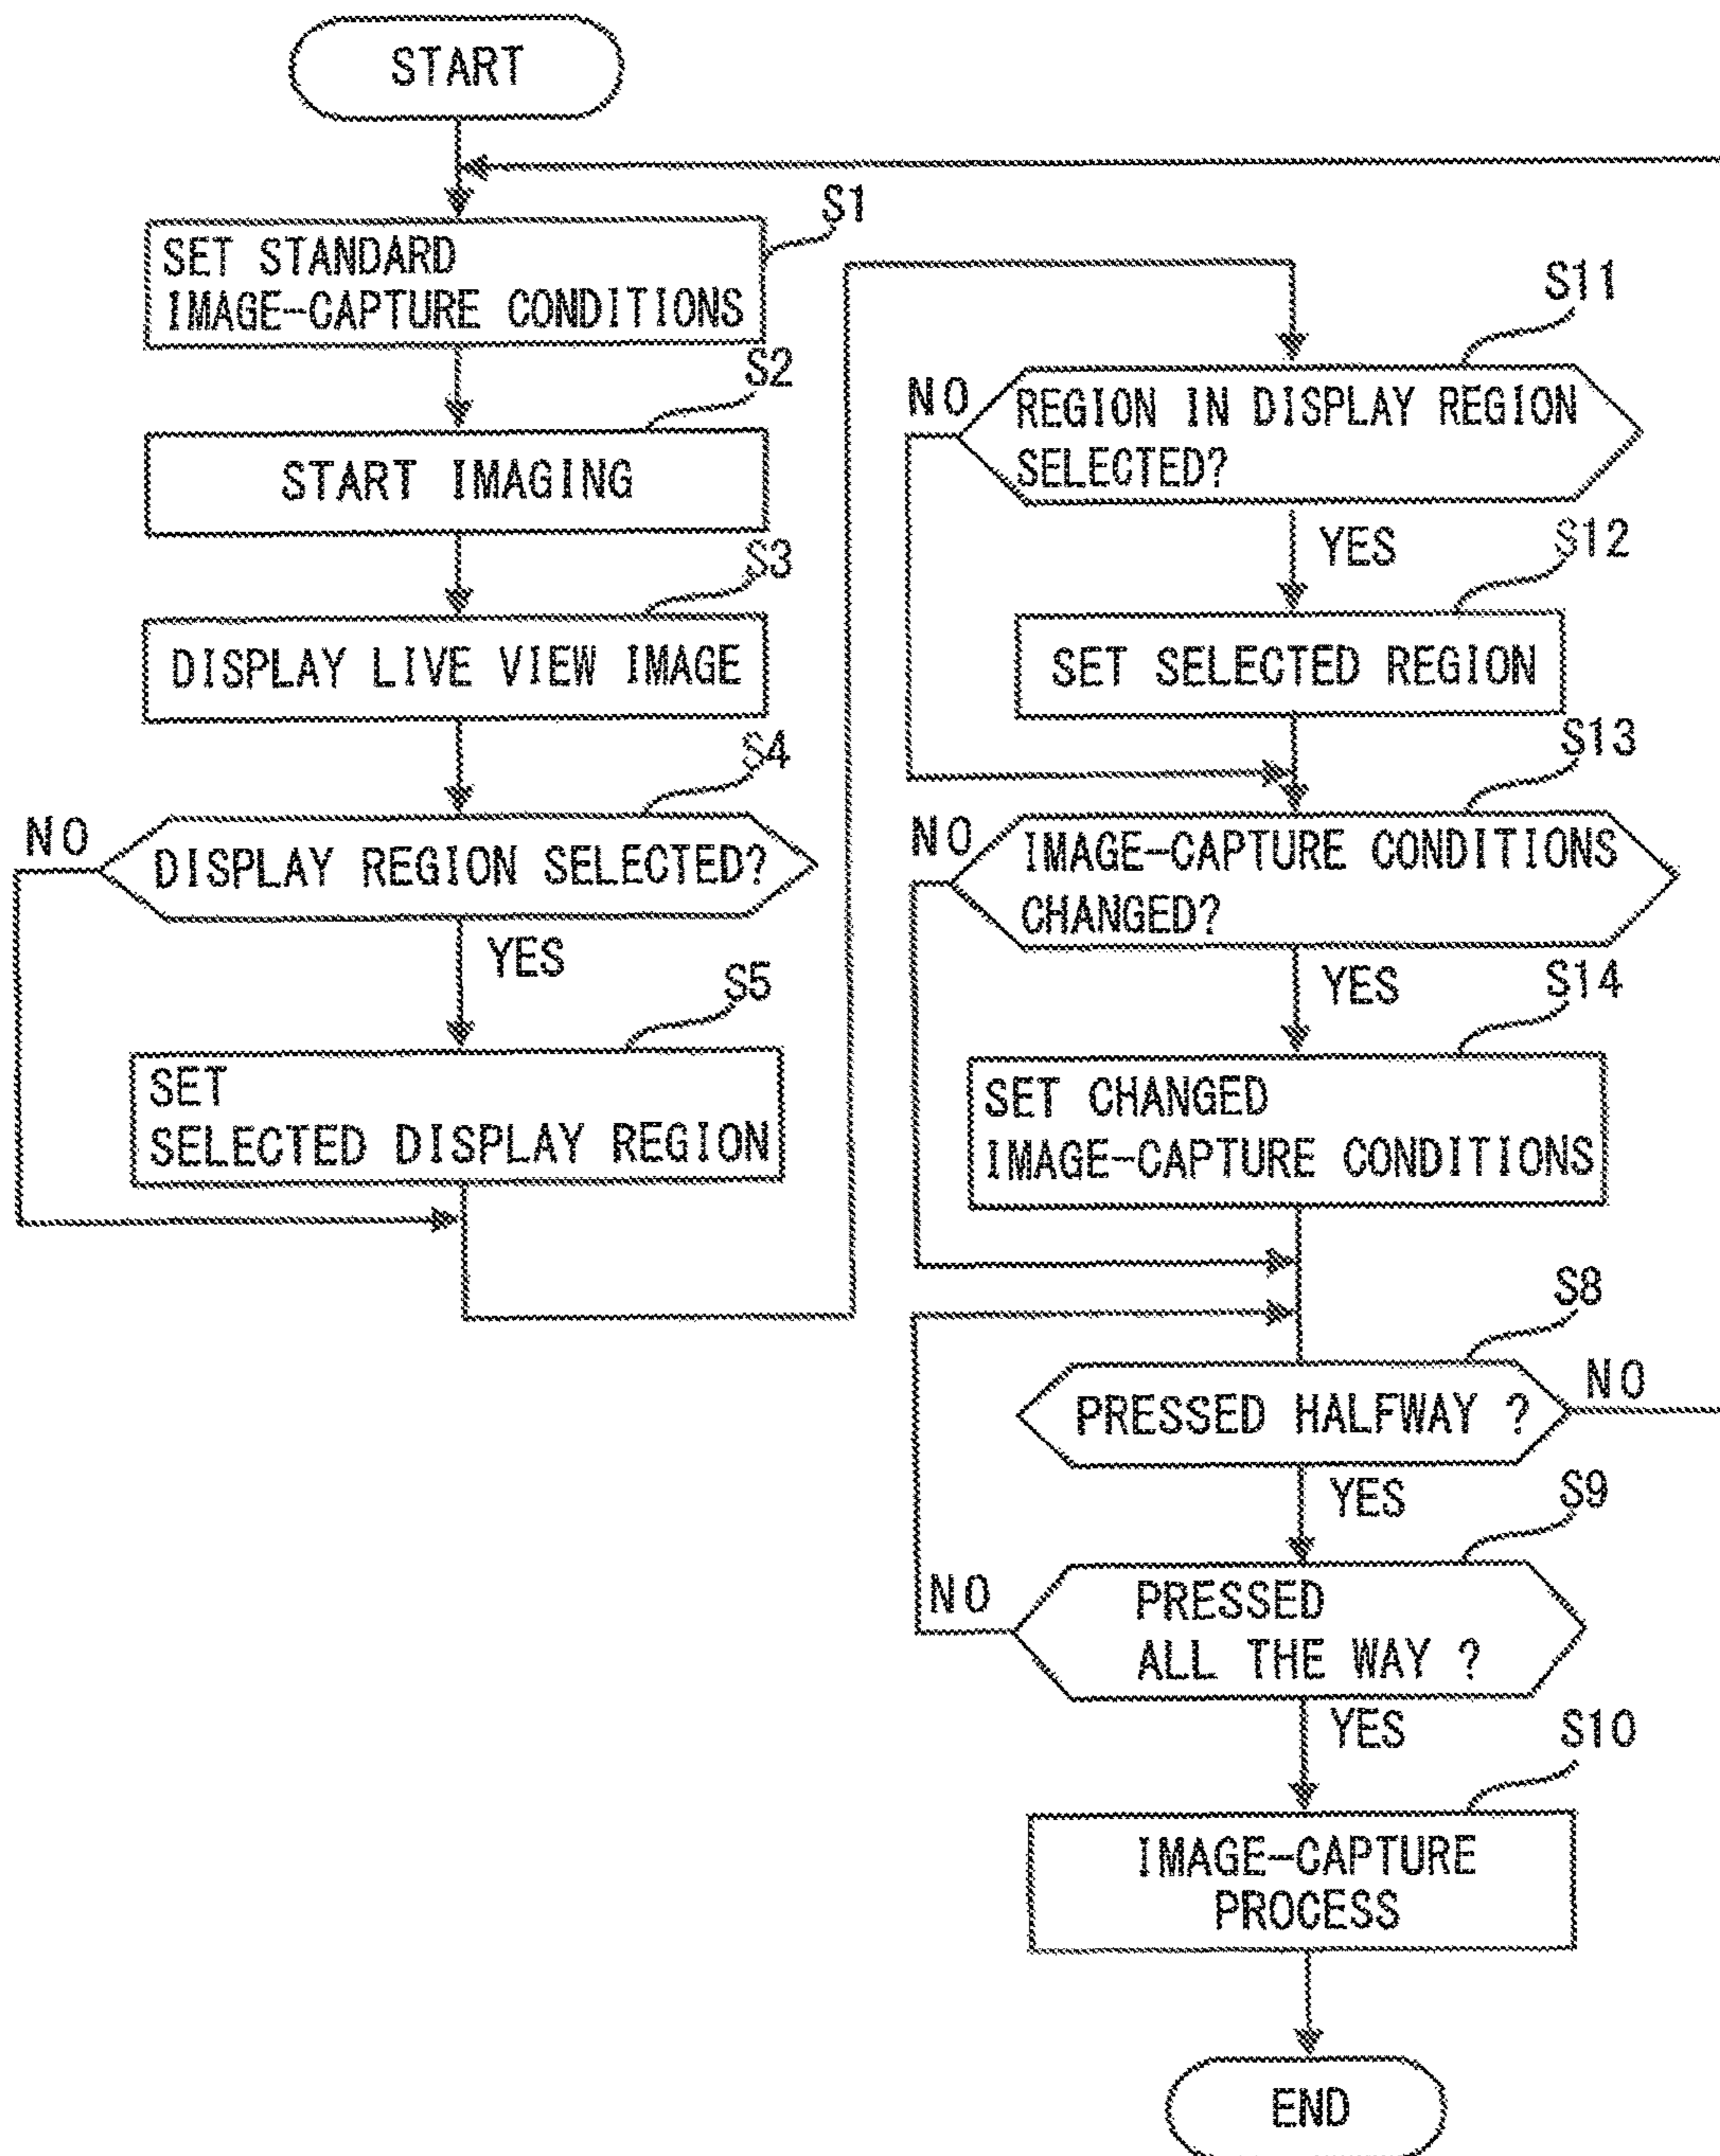 START
S1
SET STANDARD
IMAGE-CAPTURE CONDITIONS
S2
START IMAGING
S3
DISPLAY LIVE VIEW IMAGE
S4
NO
DISPLAY REGION SELECTED?
YES
S5
SET
SELECTED DISPLAY REGION
S11
NO
REGION IN DISPLAY REGION
SELECTED?
YES
S12
SET SELECTED REGION
S13
NO
IMAGE-CAPTURE CONDITIONS
CHANGED?
YES
S14
SET CHANGED
IMAGE-CAPTURE CONDITIONS
S8
PRESSED HALFWAY ?
NO
YES
S9
NO
PRESSED
ALL THE WAY ?
YES
S10
IMAGE-CAPTURE
PROCESS
END